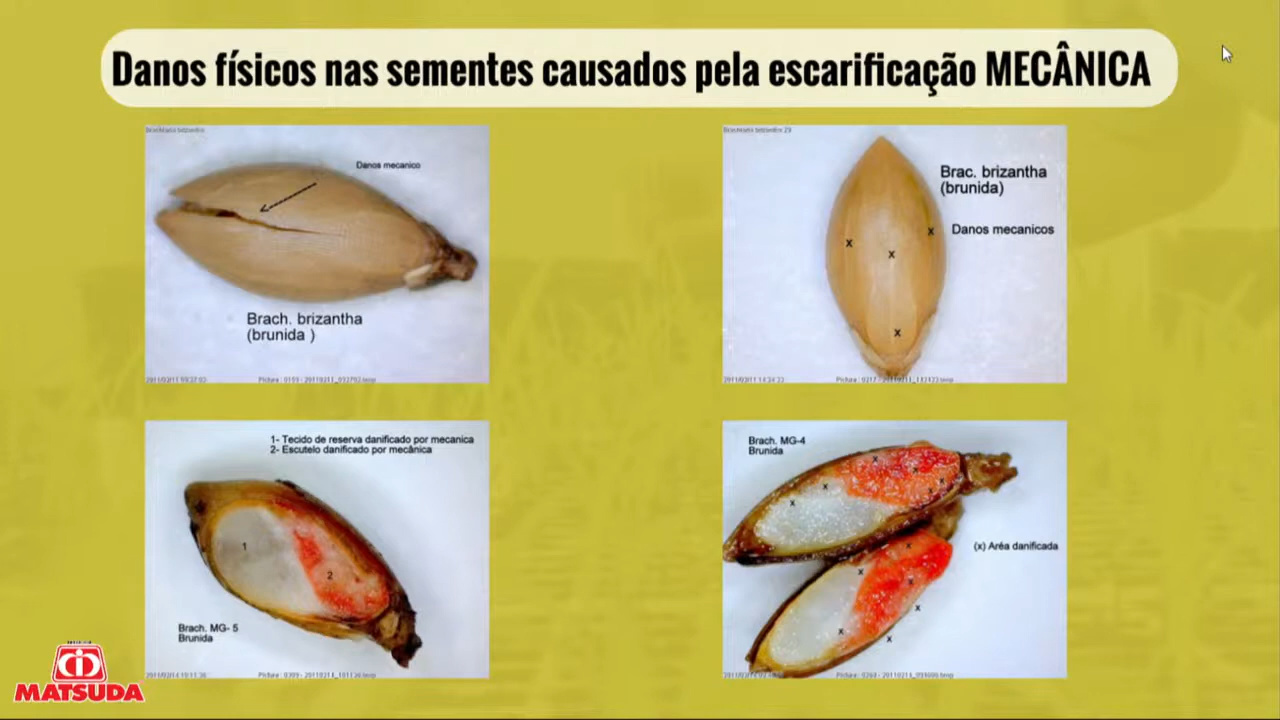 Danos físicos nas sementes causados pela escarificação MECÂNICA
Danos mecanico
Brach. brizantha
(brunida )
Brac. brizantha
(brunida)
Danos mecanicos
x
x
x
x
1- Tecido de reserva danificado por mecanica
2- Escutelo danificado por mecânica
1
2
Brach. MG- 5
Brunida
Brach. MG-4
Brunida
x
x
x
x
x
(x) Aréa danificada
x
x
x
x
x
x
MATSUDA